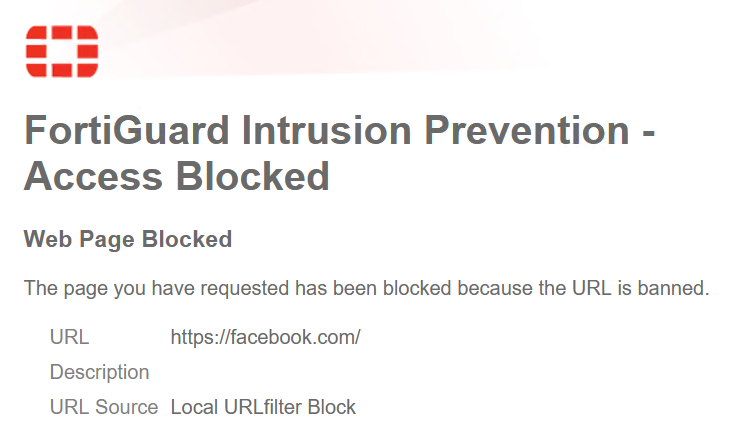 FortiGuard Intrusion Prevention -
Access Blocked
Web Page Blocked
The page you have requested has been blocked because the URL is banned.
URL https://facebook.com/
Description
URL Source Local URLfilter Block